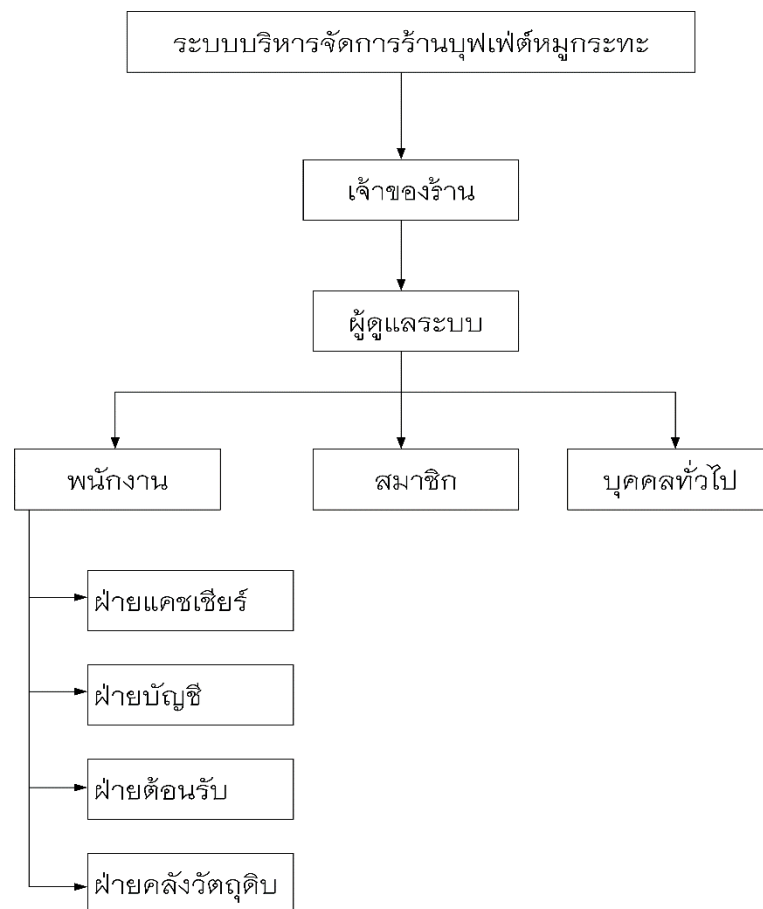 ระบบบริหารจัดการร้านบุฟเฟ่ต์หมูกระทะ
เจ้าของร้าน
ผู้ดูแลระบบ
พนักงาน
สมาชิก
บุคคลทั่วไป
ฝ่ายแคชเชียร์
ฝ่ายบัญชี
ฝ่ายต้อนรับ
ฝ่ายคลังวัตถุดิบ